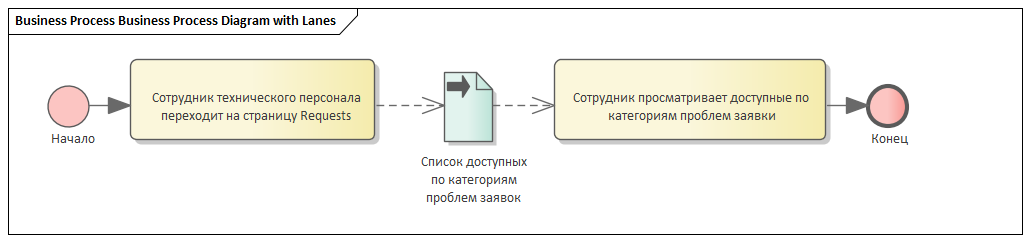 Business Process Business Process Diagram with Lanes
Начало
Сотрудник технического персонала
переходит на страницу Requests
Список доступных
по категориям
проблем заявок
Сотрудник просматривает доступные по
категориям проблем заявки
Конец